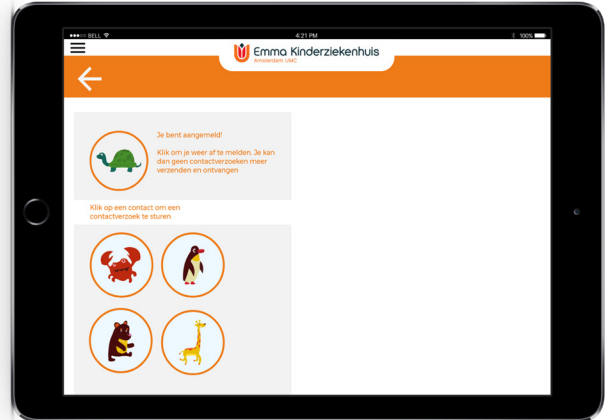 BELL
4:21 PM
100%
Emma Kinderziekenhuis
Amsterdam UMC
Je bent aangemeld!
Klik om je weer af te melden. Je kan
dan geen contactverzoeken meer
verzenden en ontvangen
Klik op een contact om een
contactverzoek te sturen